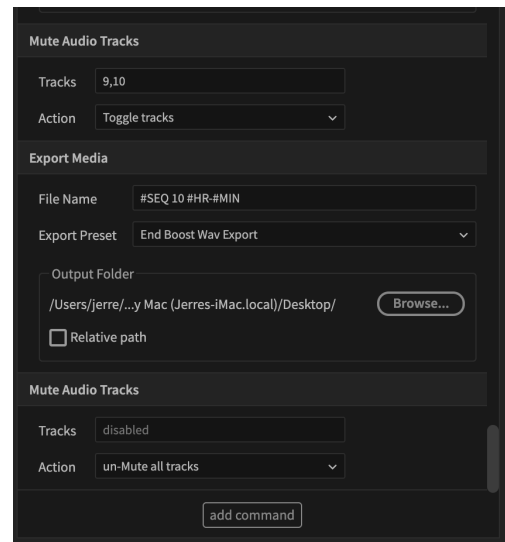 Mute Audio Tracks
Tracks 9,10
Action Toggle tracks
Export Media
File Name #SEQ 10 #HR-#MIN
Export Preset End Boost Wav Export
Output Folder
/Users/jerre/...y Mac (Jerres-iMac.local)/Desktop/ Browse...
Relative path
Mute Audio Tracks
Tracks disabled
Action un-Mute all tracks
add command